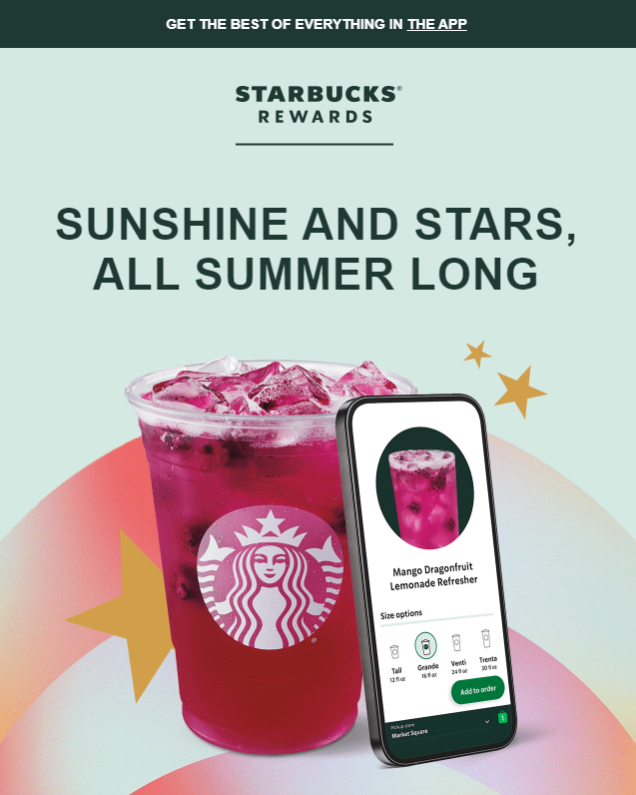 GET THE BEST OF EVERYTHING IN THE APP
STARBUCKS®
REWARDS
SUNSHINE AND STARS,
ALL SUMMER LONG
Mango Dragonfruit
Lemonade Refresher
Size options
Tall
12 fl oz
Grande
16 fl oz
Venti
24 fl oz
Trenta
30 fl oz
Add to order
Pickup store
Market Square
1